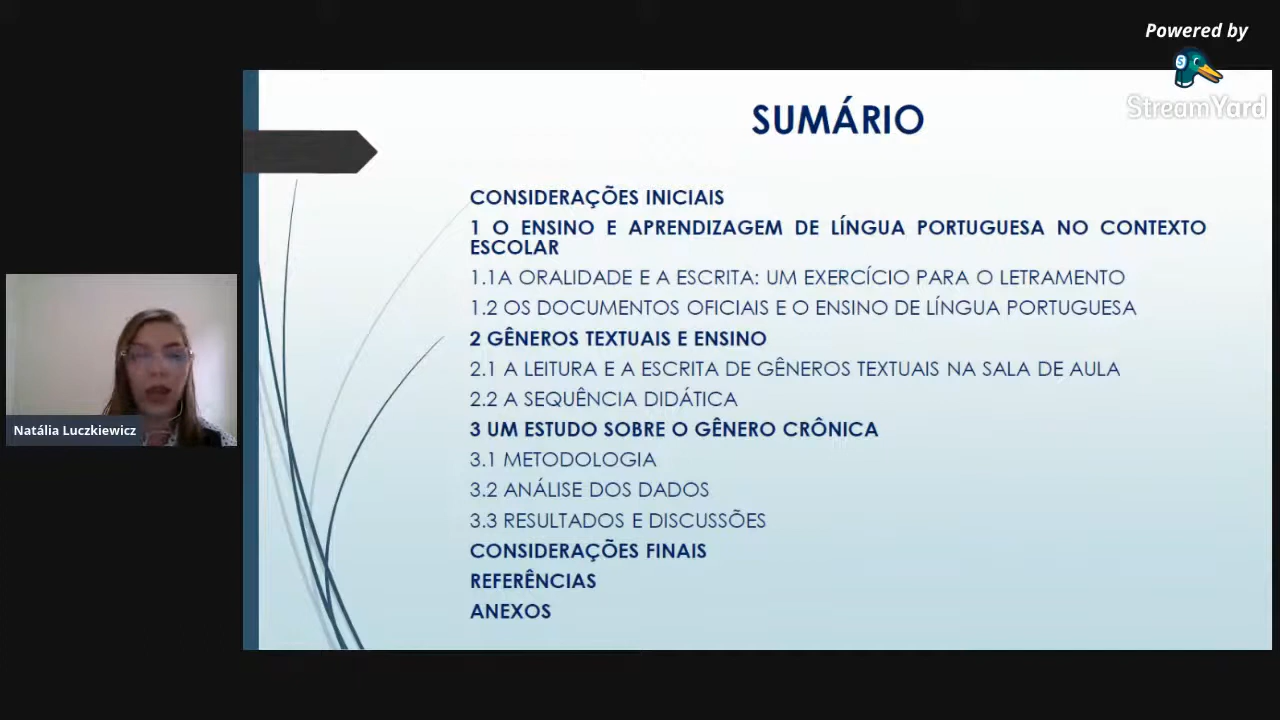 Powered by
StreamYard
SUMÁRIO
CONSIDERAÇÕES INICIAIS
1 O ENSINO E APRENDIZAGEM DE LÍNGUA PORTUGUESA NO CONTEXTO
ESCOLAR
1.1A ORALIDADE E A ESCRITA: UM EXERCÍCIO PARA O LETRAMENTO
1.2 OS DOCUMENTOS OFICIAIS E O ENSINO DE LÍNGUA PORTUGUESA
2 GÊNEROS TEXTUAIS E ENSINO
2.1 A LEITURA E A ESCRITA DE GÊNEROS TEXTUAIS NA SALA DE AULA
2.2 A SEQUÊNCIA DIDÁTICA
3 UM ESTUDO SOBRE O GÊNERO CRÔNICA
3.1 METODOLOGIA
3.2 ANÁLISE DOS DADOS
3.3 RESULTADOS E DISCUSSÕES
CONSIDERAÇÕES FINAIS
REFERÊNCIAS
ANEXOS
Natália Luczkiewicz